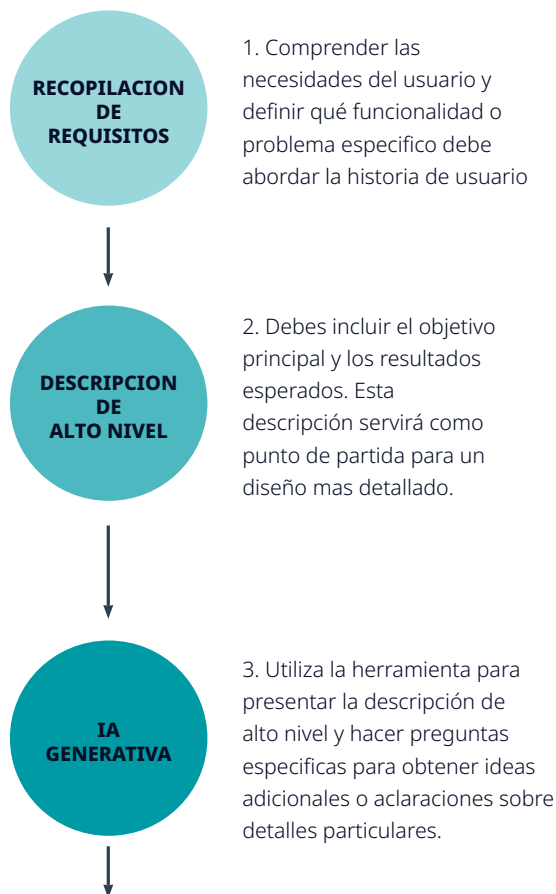 RECOPILACION
DE
REQUISITOS
1. Comprender las
necesidades del usuario y
definir qué funcionalidad o
problema especifico debe
abordar la historia de usuario
DESCRIPCION
DE
ALTO NIVEL
2. Debes incluir el objetivo
principal y los resultados
esperados. Esta
descripción servirá como
punto de partida para un
diseño mas detallado.
IA
GENERATIVA
3. Utiliza la herramienta para
presentar la descripción de
alto nivel y hacer preguntas
especificas para obtener ideas
adicionales o aclaraciones sobre
detalles particulares.